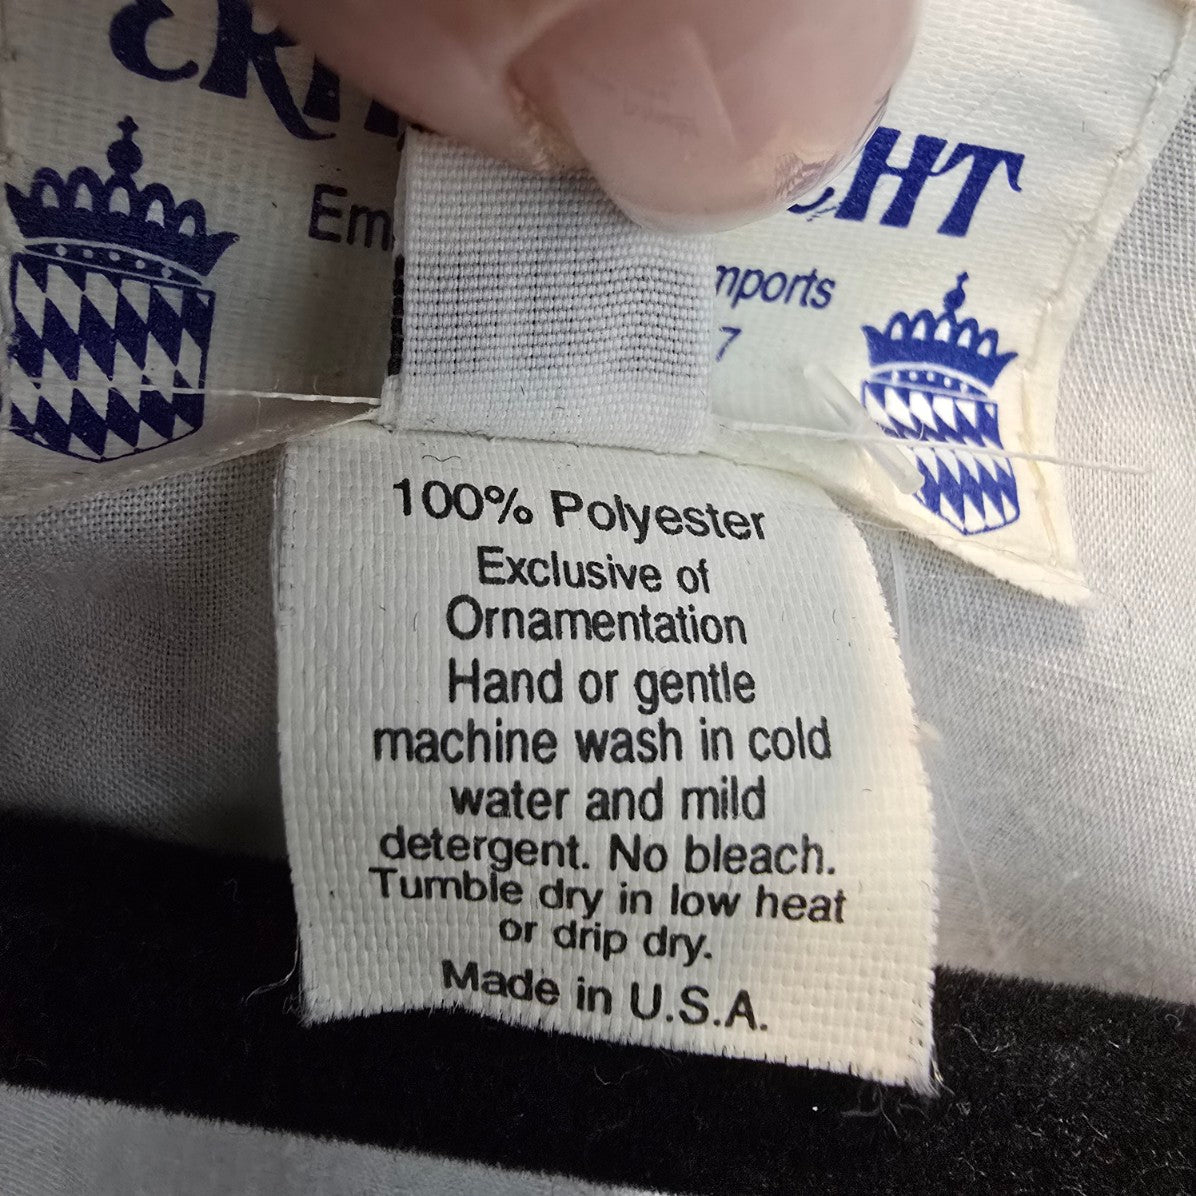 100% Polyester
Exclusive of
Ornamentation
Hand or gentle
machine wash in cold
water and mild
detergent. No bleach.
Tumble dry in low heat
or drip dry.
Made in U.S.A.